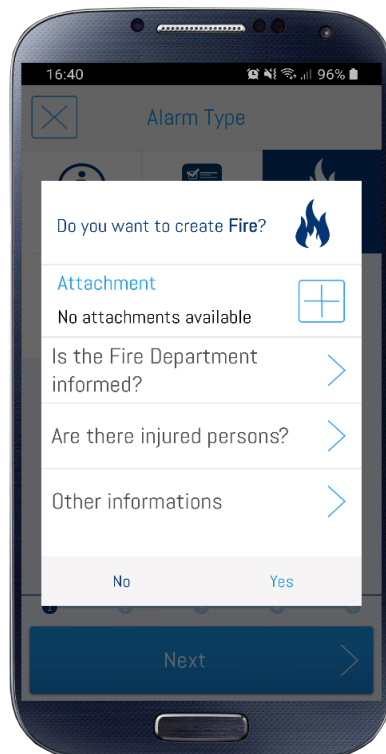 16:40
96%
Alarm Type
Do you want to create Fire?
Attachment
No attachments available
Is the Fire Department
informed?
Are there injured persons?
Other informations
No
Yes
1
Next